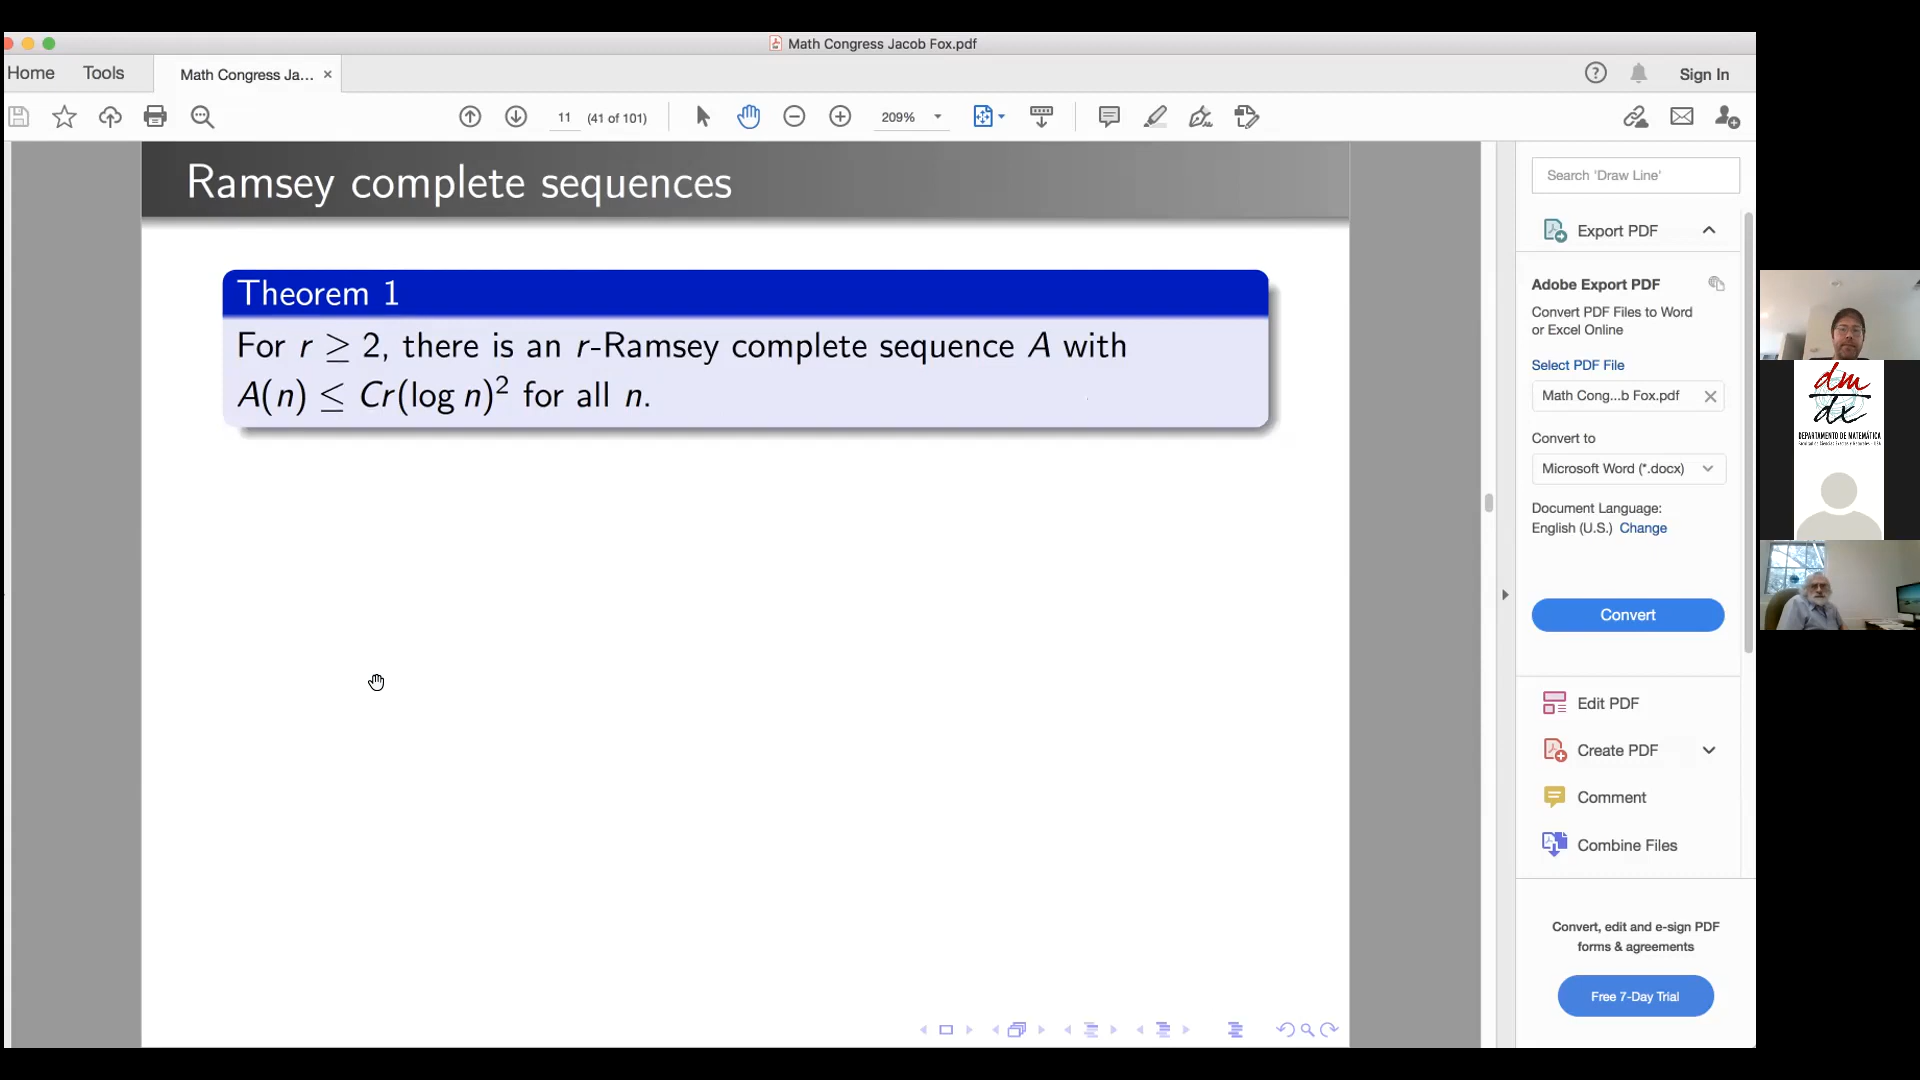 Math Congress Jacob Fox.pdf
Home
Tools
Math Congress Ja... ×
Sign In
11 (41 of 101)
209%
Ramsey complete sequences
Theorem 1
For r ≥ 2, there is an r-Ramsey complete sequence A with
A(n) ≤ Cr(log n)² for all n.
Search 'Draw Line'
Export PDF
Adobe Export PDF
Convert PDF Files to Word
or Excel Online
Select PDF File
Math Cong...b Fox.pdf
Convert to
Microsoft Word (*.docx)
Document Language:
English (U.S.) Change
Convert
Edit PDF
Create PDF
Comment
Combine Files
Convert, edit and e-sign PDF
forms & agreements
Free 7-Day Trial
dm
dx
DEPARTAMENTO DE MATEMÁTICA